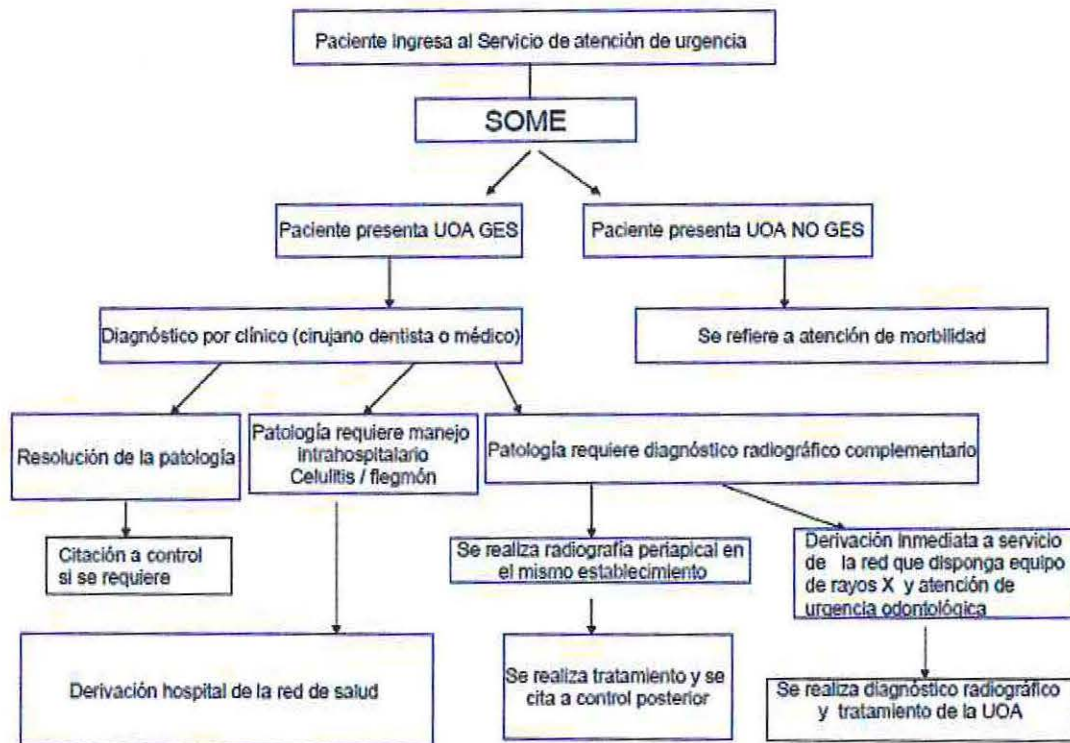 Paciente ingresa al Servicio de atención de urgencia
SOME
Paciente presenta UOA GES
Paciente presenta UOA NO GES
Diagnóstico por clínico (cirujano dentista o médico)
Se refiere a atención de morbilidad
Resolución de la patología
Patología requiere manejo
intrahospitalario
Celulitis / flegmón
Patología requiere diagnóstico radiográfico complementario
Citación a control
si se requiere
Se realiza radiografía periapical en
el mismo establecimiento
Derivación Inmediata a servicio
de la red que disponga equipo
de rayos X y atención de
urgencia odontológica
Derivación hospital de la red de salud
Se realiza tratamiento y se
cita a control posterior
Se realiza diagnóstico radiográfico
y tratamiento de la UOA